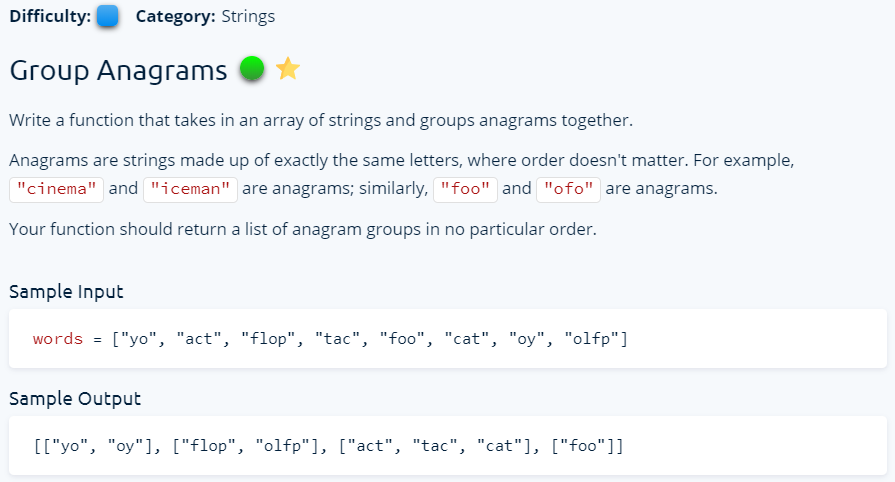 Difficulty: Category: Strings
Group Anagrams
Write a function that takes in an array of strings and groups anagrams together.
Anagrams are strings made up of exactly the same letters, where order doesn't matter. For example,
"cinema" and "iceman" are anagrams; similarly, "foo" and "ofo" are anagrams.
Your function should return a list of anagram groups in no particular order.
Sample Input
words = ["yo", "act", "flop", "tac", "foo", "cat", "oy", "olfp"]
Sample Output
[["yo", "oy"], ["flop", "olfp"], ["act", "tac", "cat"], ["foo"]]